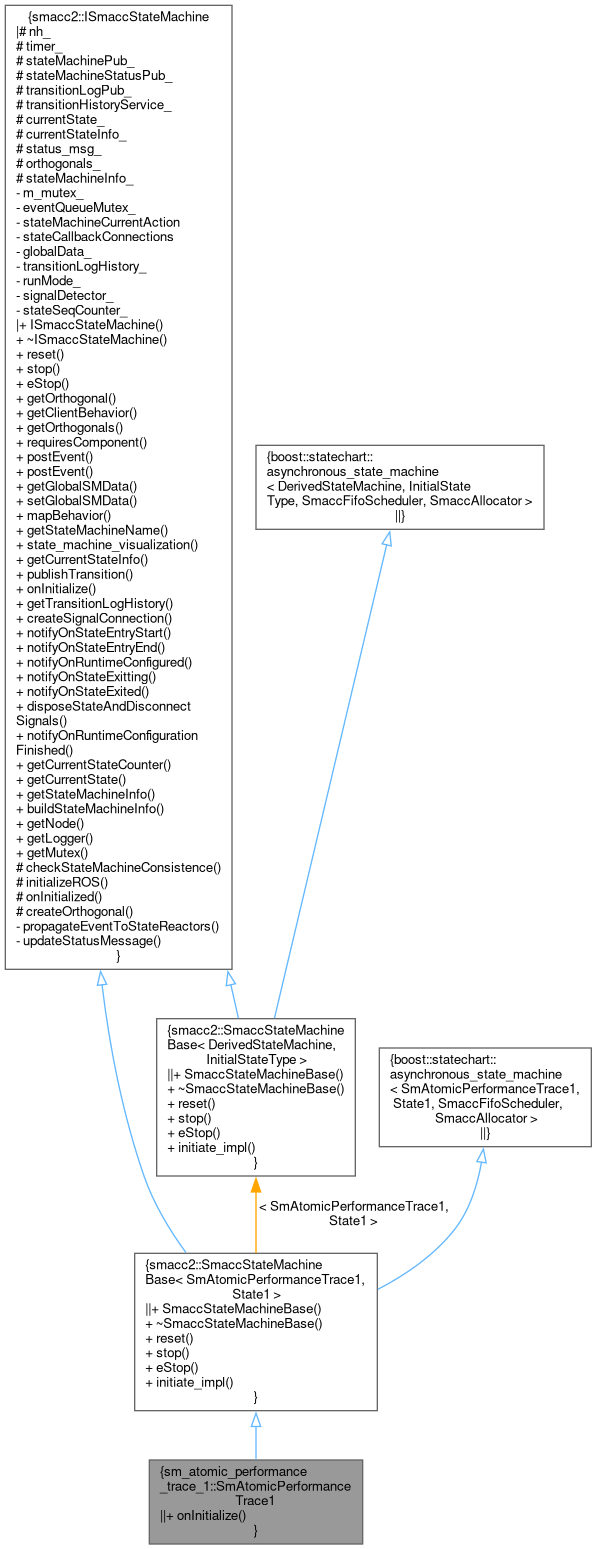 {smacc2::ISmaccStateMachine
|# nh_
# timer_
# stateMachinePub_
# stateMachineStatusPub_
# transitionLogPub_
# transitionHistoryService_
# currentState_
# currentStateInfo_
# status_msg_
# orthogonals_
# stateMachineInfo_
- m_mutex_
- eventQueueMutex_
- stateMachineCurrentAction
- stateCallbackConnections
- globalData_
- transitionLogHistory_
- runMode_
- signalDetector_
- stateSeqCounter_
|+ ISmaccStateMachine()
+ ~ISmaccStateMachine()
+ reset()
+ stop()
+ eStop()
+ getOrthogonal()
+ getClientBehavior()
+ getOrthogonals()
+ requiresComponent()
+ postEvent()
+ postEvent()
+ getGlobalSMData()
+ setGlobalSMData()
+ mapBehavior()
+ getStateMachineName()
+ state_machine_visualization()
+ getCurrentStateInfo()
+ publishTransition()
+ onInitialize()
+ getTransitionLogHistory()
+ createSignalConnection()
+ notifyOnStateEntryStart()
+ notifyOnStateEntryEnd()
+ notifyOnRuntimeConfigured()
+ notifyOnStateExitting()
+ notifyOnStateExited()
+ disposeStateAndDisconnect
Signals()
+ notifyOnRuntimeConfiguration
Finished()
+ getCurrentStateCounter()
+ getCurrentState()
+ getStateMachineInfo()
+ buildStateMachineInfo()
+ getNode()
+ getLogger()
+ getMutex()
# checkStateMachineConsistence()
# initializeROS()
# onInitialized()
# createOrthogonal()
- propagateEventToStateReactors()
- updateStatusMessage()
}
{boost::statechart::
asynchronous_state_machine
< DerivedStateMachine, InitialState
Type, SmaccFifoScheduler, SmaccAllocator >
||}
{smacc2::SmaccStateMachine
Base< DerivedStateMachine,
InitialStateType >
||+ SmaccStateMachineBase()
+ ~SmaccStateMachineBase()
+ reset()
+ stop()
+ eStop()
+ initiate_impl()
}
{boost::statechart::
asynchronous_state_machine
< SmAtomicPerformanceTrace1,
State1, SmaccFifoScheduler,
SmaccAllocator >
||}
< SmAtomicPerformanceTrace1,
State1 >
{smacc2::SmaccStateMachine
Base< SmAtomicPerformanceTrace1,
State1 >
||+ SmaccStateMachineBase()
+ ~SmaccStateMachineBase()
+ reset()
+ stop()
+ eStop()
+ initiate_impl()
}
{sm_atomic_performance
_trace_1::SmAtomicPerformance
Trace1
||+ onInitialize()
}